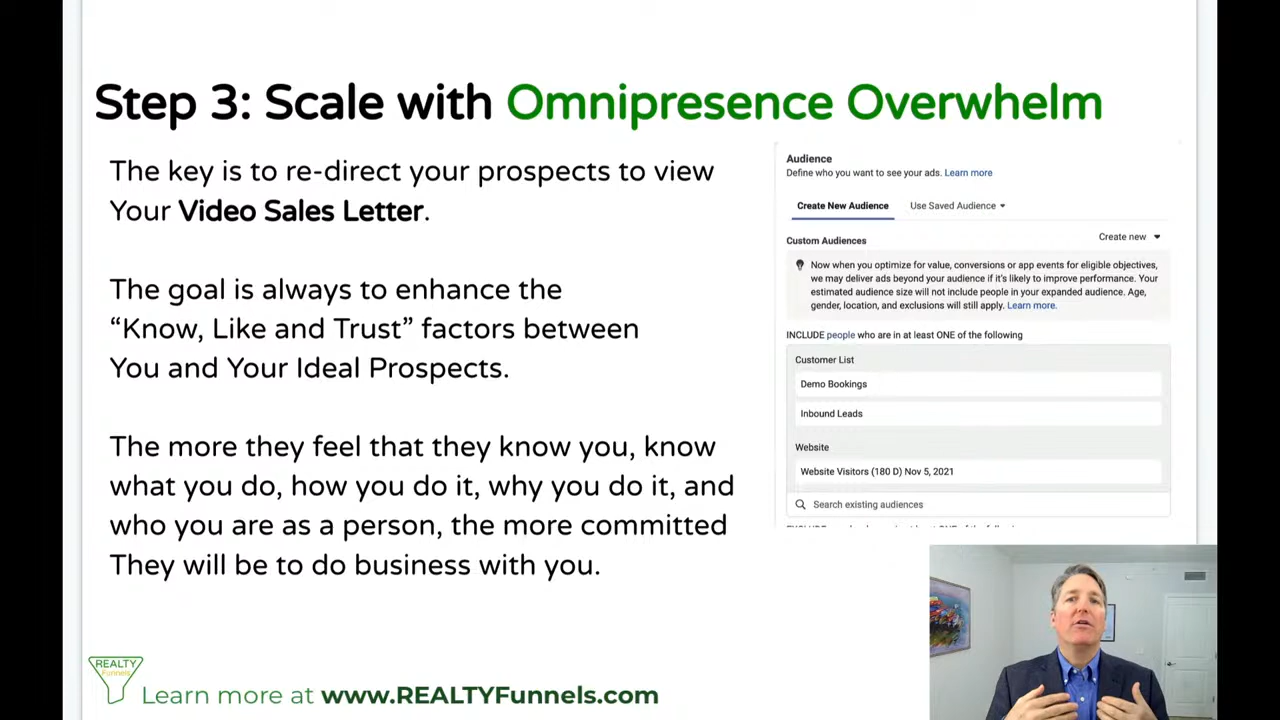 Step 3: Scale with Omnipresence Overwhelm
The key is to re-direct your prospects to view
Your Video Sales Letter.
The goal is always to enhance the
“Know, Like and Trust” factors between
You and Your Ideal Prospects.
The more they feel that they know you, know
what you do, how you do it, why you do it, and
who you are as a person, the more committed
They will be to do business with you.
Audience
Define who you want to see your ads. Learn more
Create New Audience Use Saved Audience
Custom Audiences Create new
Now when you optimize for value, conversions or app events for eligible objectives,
we may deliver ads beyond your audience if it's likely to improve performance. Your
estimated audience size will not include people in your expanded audience. Age,
gender, location, and exclusions will still apply. Learn more.
INCLUDE people who are in at least ONE of the following
Customer List
Demo Bookings
Inbound Leads
Website
Website Visitors (180 D) Nov 5, 2021
Search existing audiences
REALTY
Funnels
Learn more at www.REALTYFunnels.com